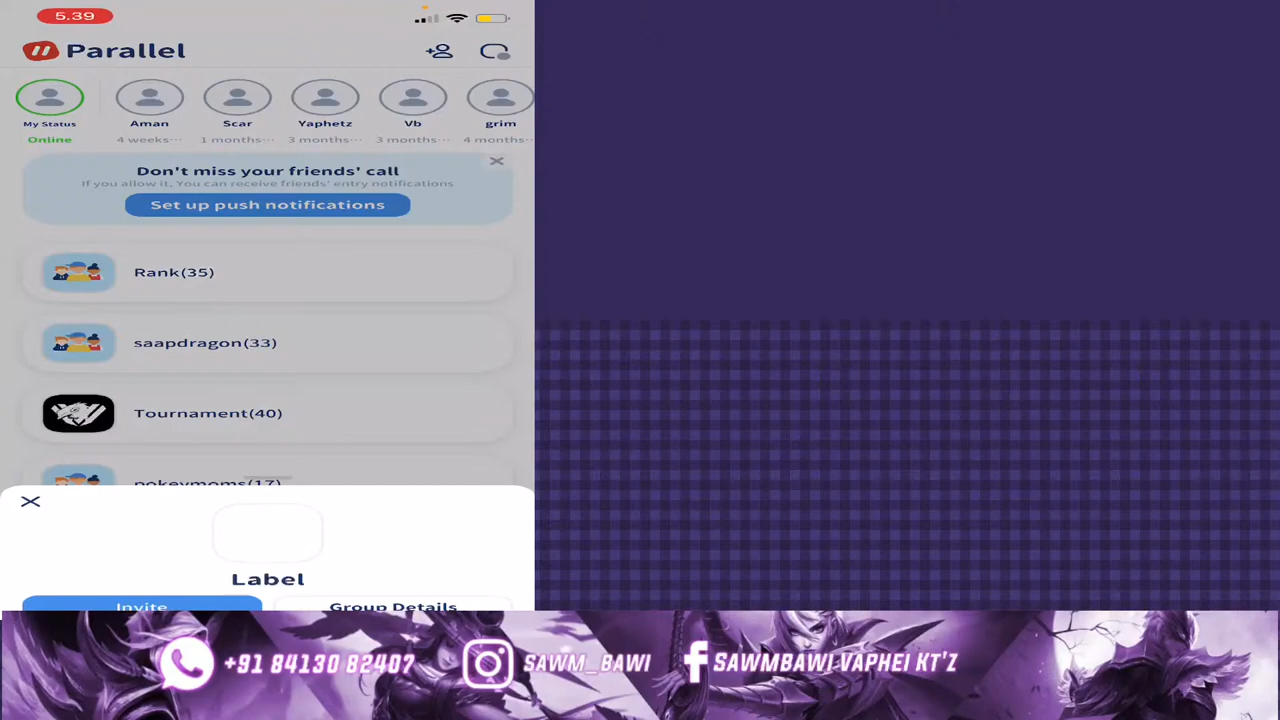 5.39
Parallel
My Status
Aman
Scar
Yaphetz
Vb
grim
Online
4 weeks···
1 months···
3 months···
3 months···
4 months···
Don't miss your friends' call
If you allow it, You can receive friends' entry notifications
Set up push notifications
Rank(35)
saapdragon(33)
Tournament(40)
pokeymoms(17)
Label
Invite
Group Details
+91 84130 82407
SAWM_BAWI
SAWMBAWI VAPHEI KT'Z